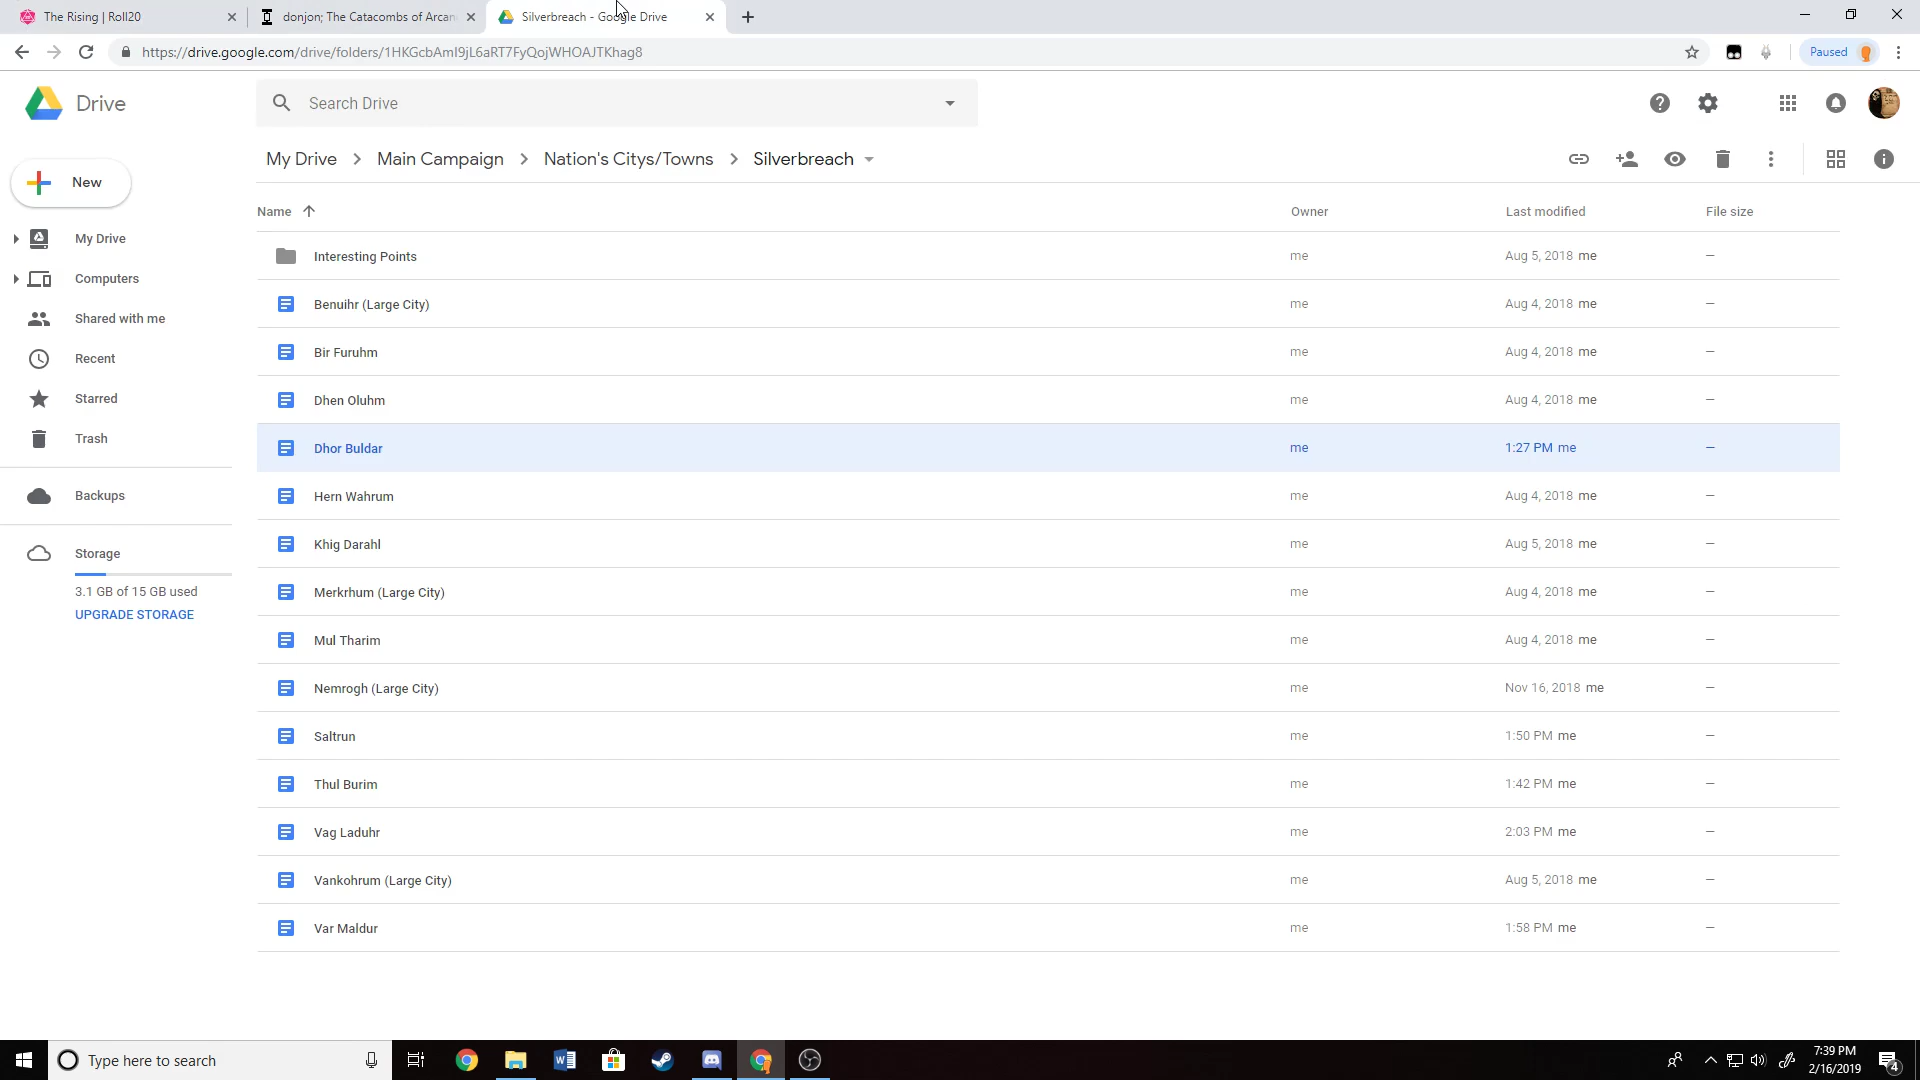 The Rising | Roll20
donjon; The Catacombs of Arcan
Silverbreach - Google Drive
https://drive.google.com/drive/folders/1HKGcbAmI9jL6aRT7FyQojWHOAJTKhag8
Paused
Drive
Search Drive
My Drive > Main Campaign > Nation's Citys/Towns > Silverbreach
New
Name
Owner
Last modified
File size
My Drive
Computers
Shared with me
Recent
Starred
Trash
Backups
Storage
3.1 GB of 15 GB used
UPGRADE STORAGE
Interesting Points me Aug 5, 2018 me —
Benuihr (Large City) me Aug 4, 2018 me —
Bir Furuhm me Aug 4, 2018 me —
Dhen Oluhm me Aug 4, 2018 me —
Dhor Buldar me 1:27 PM me —
Hern Wahrum me Aug 4, 2018 me —
Khig Darahl me Aug 5, 2018 me —
Merkrhum (Large City) me Aug 4, 2018 me —
Mul Tharim me Aug 4, 2018 me —
Nemrogh (Large City) me Nov 16, 2018 me —
Saltrun me 1:50 PM me —
Thul Burim me 1:42 PM me —
Vag Laduhr me 2:03 PM me —
Vankohrum (Large City) me Aug 5, 2018 me —
Var Maldur me 1:58 PM me —
Type here to search
7:39 PM
2/16/2019
4